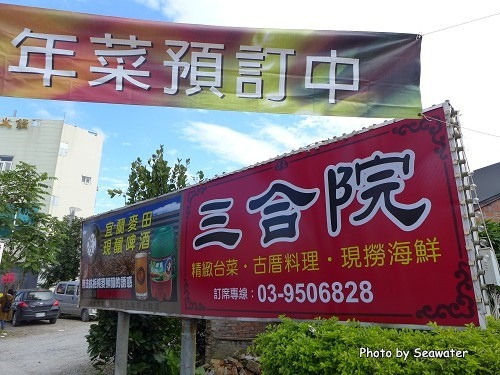 年菜預訂中
三合院
精緻台菜・古厝料理・現撈海鮮
訂席專線：03-9506828
宜蘭麥田
現釀啤酒
Photo by Seawater